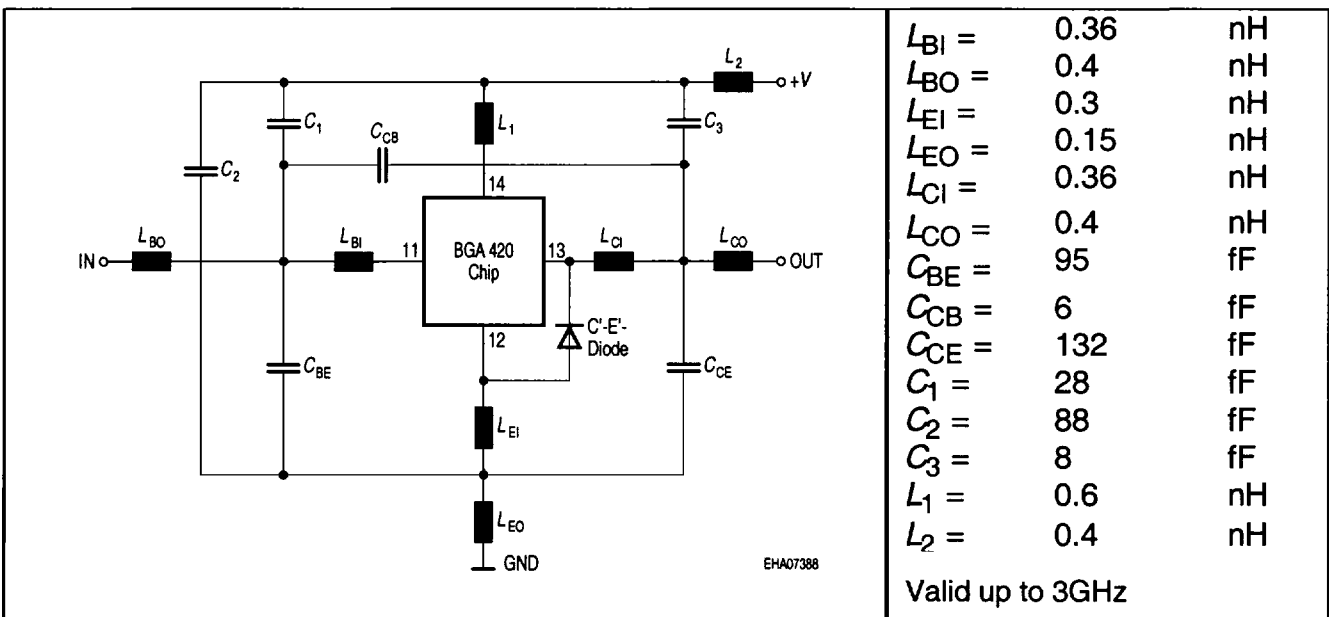 L2
+V
C1
L1
C3
CCB
C2
14
LBO
LBI
11
BGA 420
Chip
13
LCI
LCO
IN
OUT
12
C'-E'-
Diode
CBE
CCE
LEI
LEO
GND
EHA07388
LBI = 0.36 nH
LBO = 0.4 nH
LEI = 0.3 nH
LEO = 0.15 nH
LCI = 0.36 nH
LCO = 0.4 nH
CBE = 95 fF
CCB = 6 fF
CCE = 132 fF
C1 = 28 fF
C2 = 88 fF
C3 = 8 fF
L1 = 0.6 nH
L2 = 0.4 nH
Valid up to 3GHz